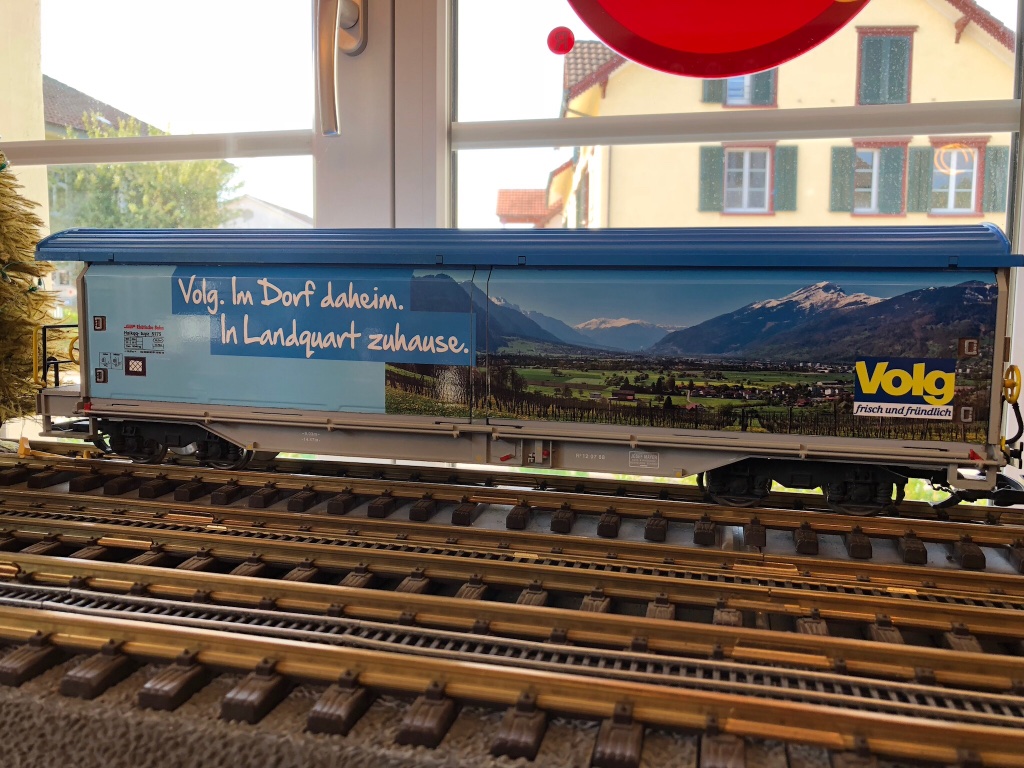 Volg. Im Dorf daheim.
In Landquart zuhause.
Volg
frisch und fründlich